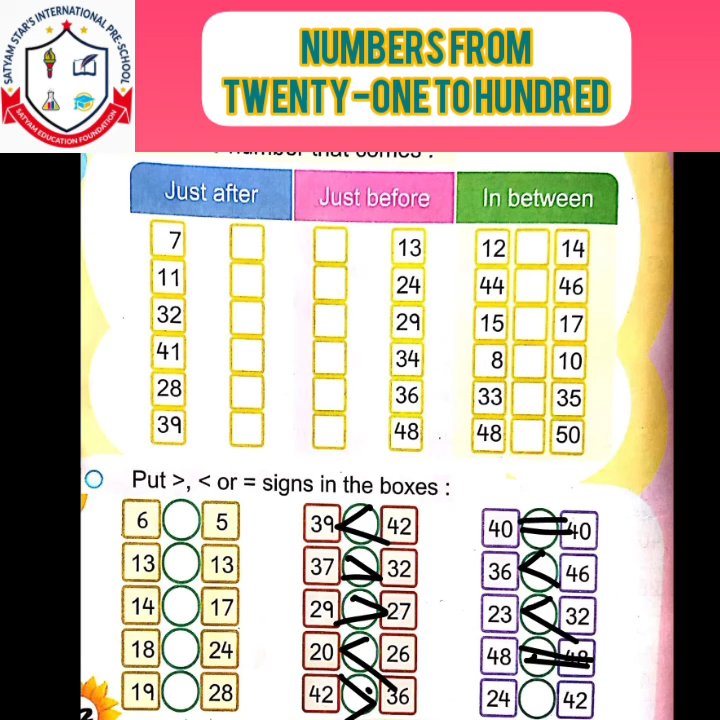 SATYAM STAR'S INTERNATIONAL PRE-SCHOOL
SATYAM EDUCATION FOUNDATION
NUMBERS FROM
TWENTY-ONE TO HUNDRED
number that comes :
Just after Just before In between
7 13 12 14
11 24 44 46
32 29 15 17
41 34 8 10
28 36 33 35
39 48 48 50
Put >, < or = signs in the boxes :
6 5 39 < 42 40 = 40
13 13 37 > 32 36 < 46
14 17 29 > 27 23 < 32
18 24 20 < 26 48 = 48
19 28 42 > 36 24 42
2